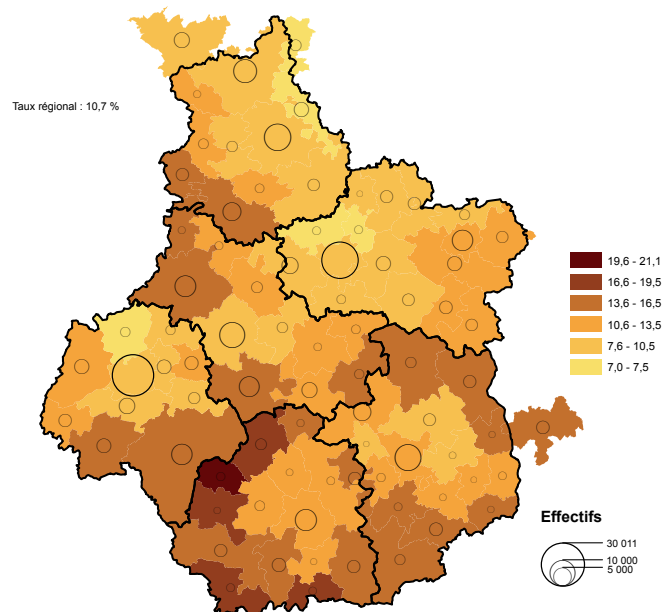 Taux régional : 10,7 %
19,6 - 21,1
16,6 - 19,5
13,6 - 16,5
10,6 - 13,5
7,6 - 10,5
7,0 - 7,5
Effectifs
30 011
10 000
5 000